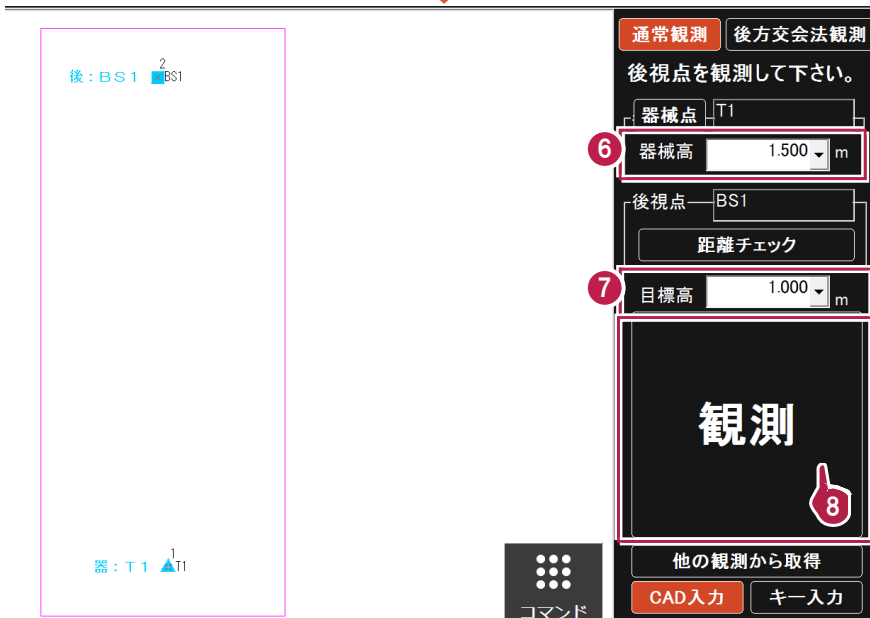 2
後：BS1 BS1
1
器：T1 T1
コマンド
通常観測 後方交会法観測
後視点を観測して下さい。
器械点 T1
6 器械高 1.500 m
後視点 BS1
距離チェック
7 目標高 1.000 m
観測
8
他の観測から取得
CAD入力 キー入力